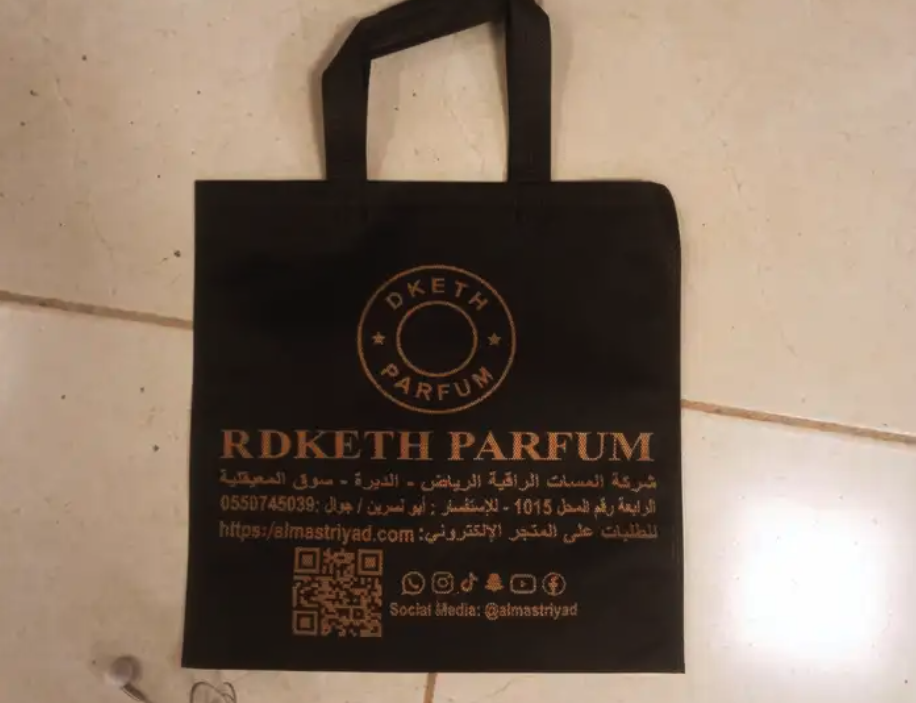 DKETH
PARFUM
RDKETH PARFUM
شركة المسات الراقية الرياض - الديرة - سوق المعيقلية
الرابعة رقم المحل 1015 - للإستفسار : أبو نسرين / جوال :0550745039
للطلبات على المتجر الإلكتروني: https:/almastriyad.com
Social Media: @almastriyad